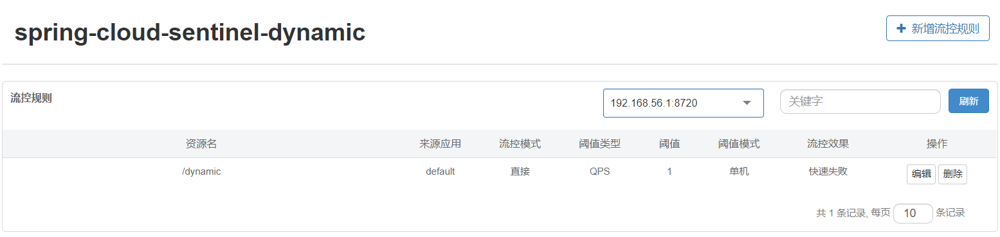 spring-cloud-sentinel-dynamic
+ 新增流控规则
流控规则
192.168.56.1:8720
关键字
刷新
资源名 来源应用 流控模式 阈值类型 阈值 阈值模式 流控效果 操作
/dynamic default 直接 QPS 1 单机 快速失败 编辑 删除
共 1 条记录, 每页 10 条记录